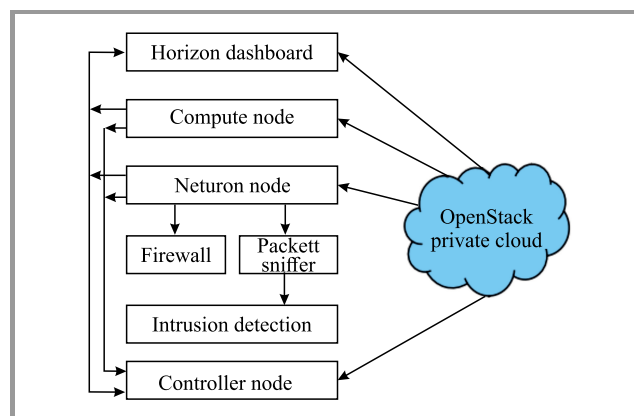 Horizon dashboard
Compute node
Neturon node
OpenStack
private cloud
Firewall
Packett
sniffer
Intrusion detection
Controller node